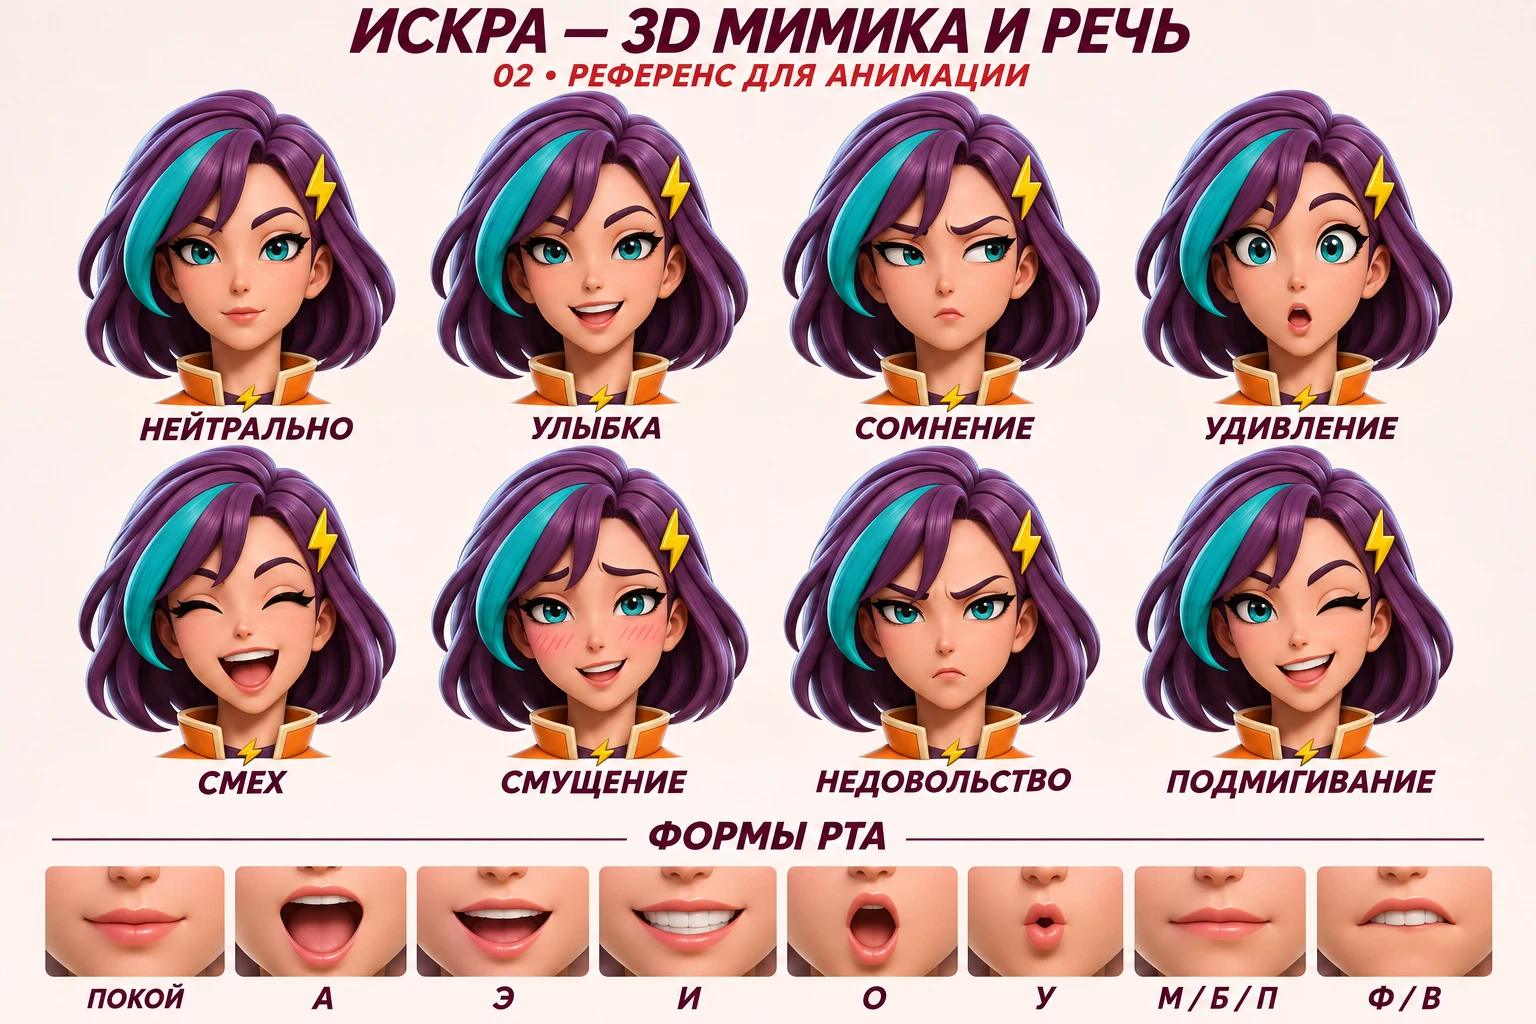 ИСКРА — 3D МИМИКА И РЕЧЬ
02 • РЕФЕРЕНС ДЛЯ АНИМАЦИИ
НЕЙТРАЛЬНО
УЛЫБКА
СОМНЕНИЕ
УДИВЛЕНИЕ
СМЕХ
СМУЩЕНИЕ
НЕДОВОЛЬСТВО
ПОДМИГИВАНИЕ
ФОРМЫ РТА
ПОКОЙ
А
Э
И
О
У
М / Б / П
Ф / В